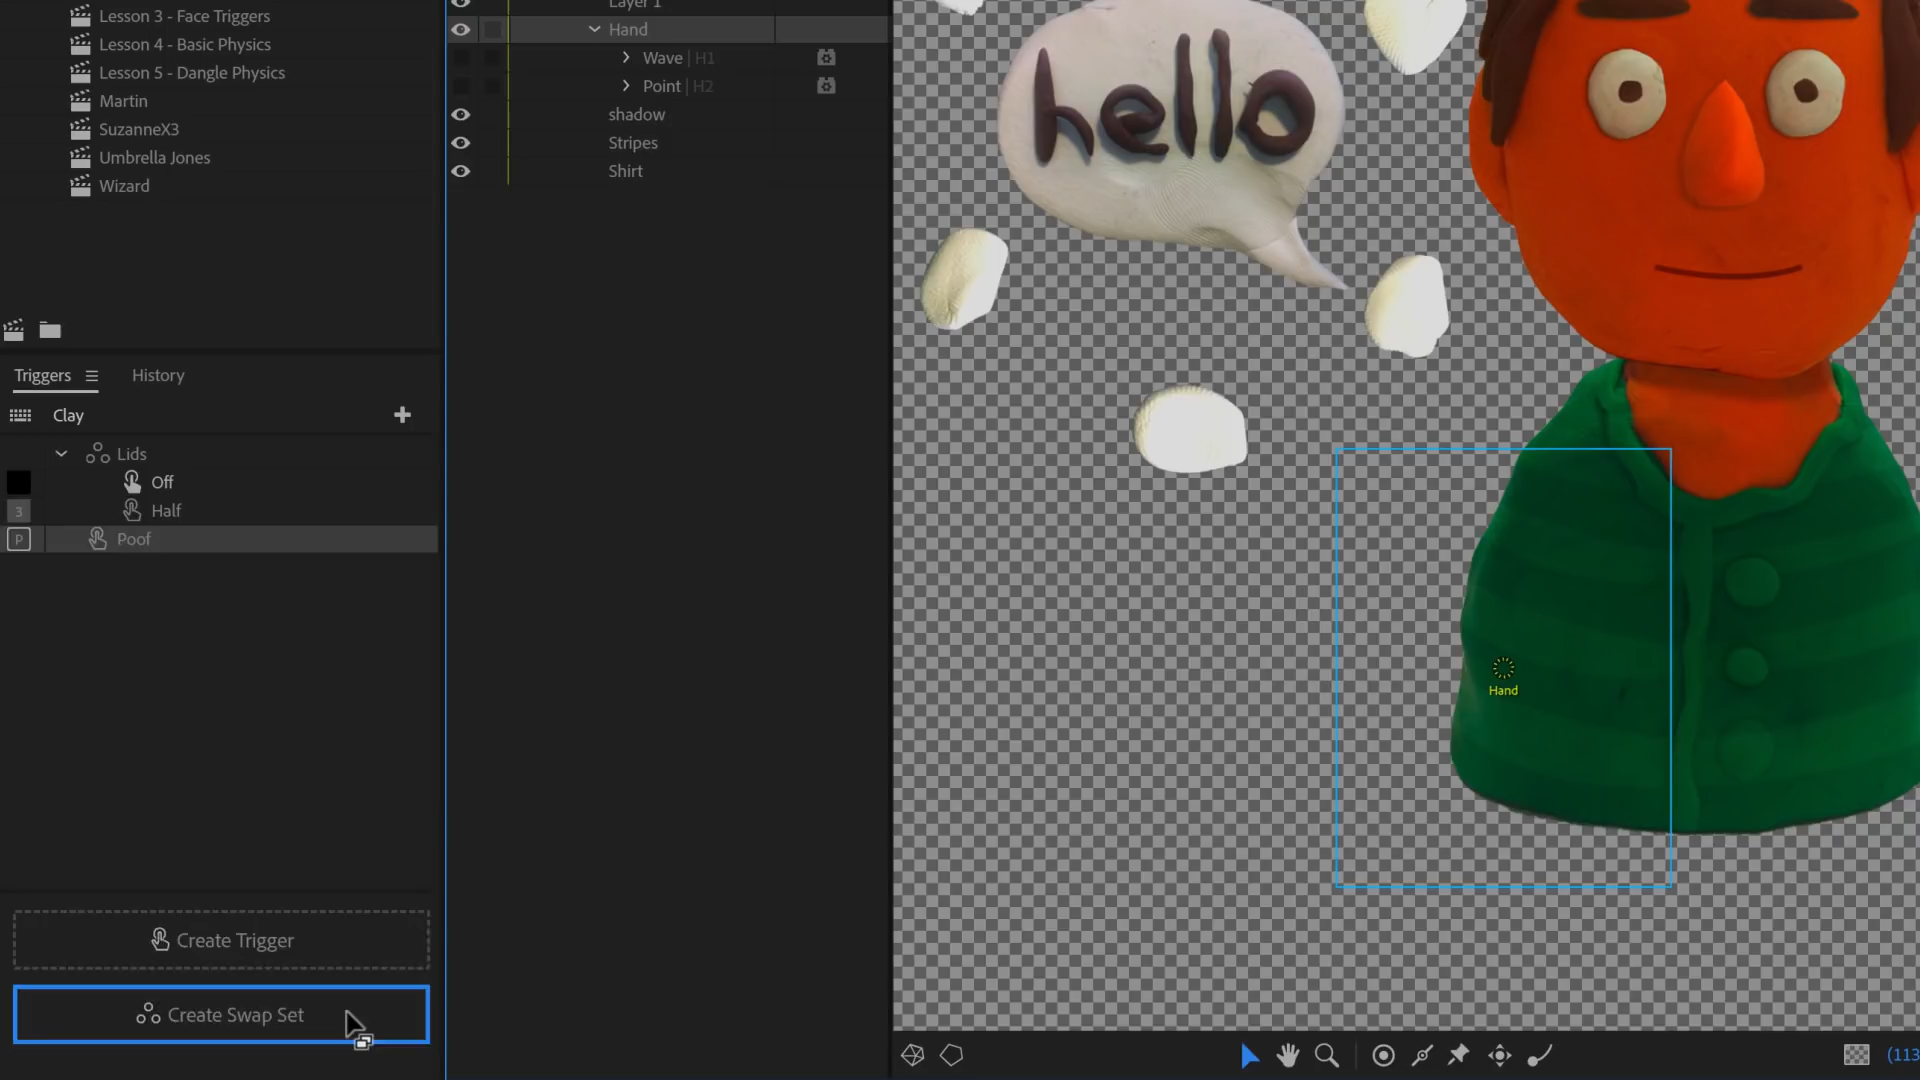 Lesson 3 - Face Triggers
Lesson 4 - Basic Physics
Lesson 5 - Dangle Physics
Martin
SuzanneX3
Umbrella Jones
Wizard
Triggers
History
Clay
Lids
Off
Half
3
Poof
P
Create Trigger
Create Swap Set
Layer 1
Hand
Wave | H1
Point | H2
shadow
Stripes
Shirt
hello
Hand
(113